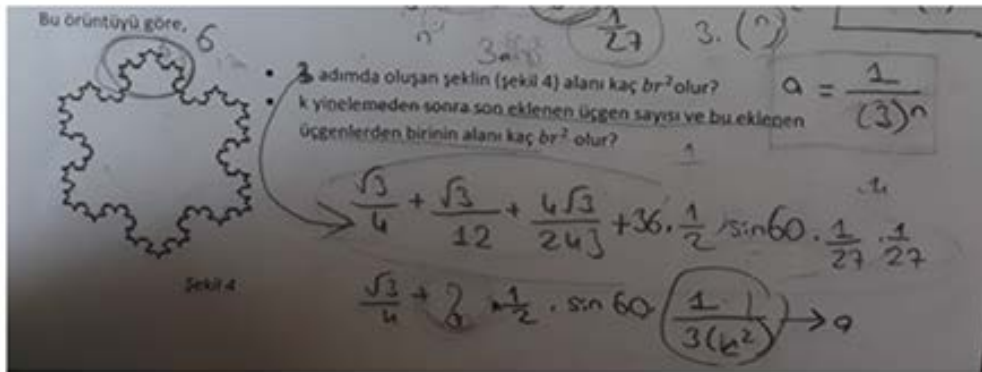 Bu örüntüyü göre,
6
1/27
3. (n)
3. adımda oluşan şeklin (şekil 4) alanı kaç br² olur?
k yinelemeden sonra son eklenen üçgen sayısı ve bu eklenen
üçgenlerden birinin alanı kaç br² olur?
a = 1/(3)ⁿ
√3/4 + √3/12 + 4√3/243 + 36 . 1/2 sin60 . 1/27 . 1/27
Şekil 4
√3/4 + ? . 1/2 . sin 60 1 1/3(k²) → a